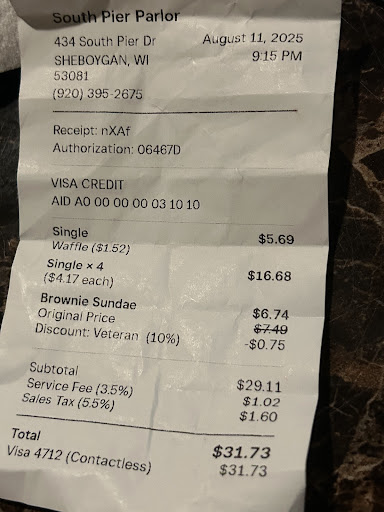 South Pier Parlor
434 South Pier Dr
August 11, 2025
SHEBOYGAN, WI
9:15 PM
53081
(920) 395-2675
Receipt: nXAf
Authorization: 06467D
VISA CREDIT
AID A0 00 00 00 03 10 10
Single $5.69
Waffle ($1.52)
Single × 4 $16.68
($4.17 each)
Brownie Sundae $6.74
Original Price $7.49
Discount: Veteran (10%) -$0.75
Subtotal $29.11
Service Fee (3.5%) $1.02
Sales Tax (5.5%) $1.60
Total $31.73
Visa 4712 (Contactless) $31.73